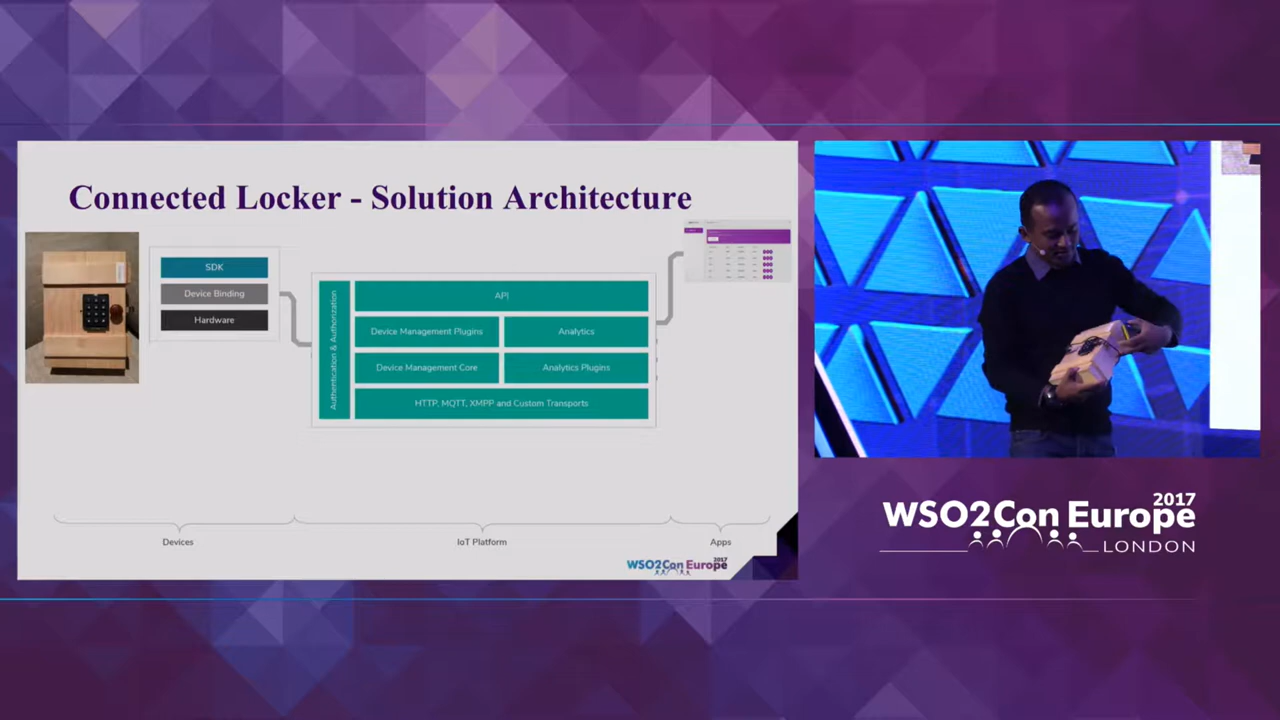 Connected Locker - Solution Architecture
SDK
Device Binding
Hardware
Authentication & Authorization
API
Device Management Plugins
Analytics
Device Management Core
Analytics Plugins
HTTP, MQTT, XMPP and Custom Transports
Devices
IoT Platform
Apps
WSO2Con Europe 2017
WSO2Con Europe 2017
LONDON